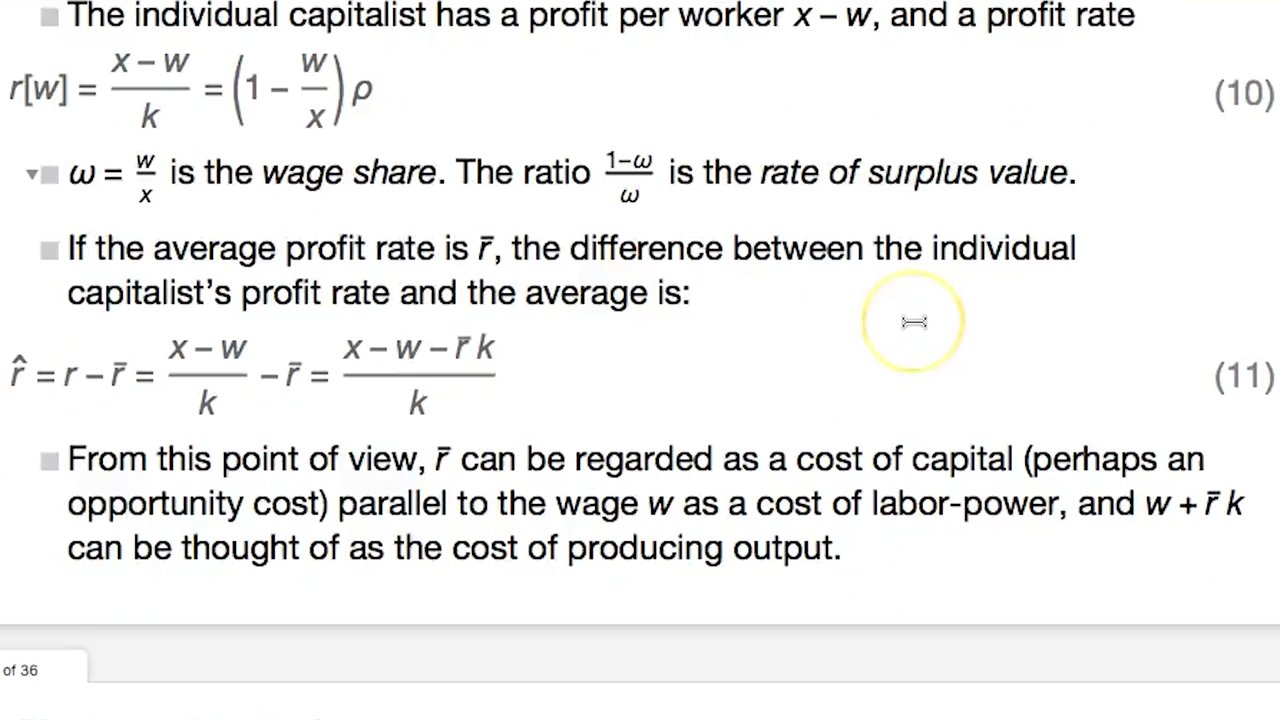 The individual capitalist has a profit per worker x – w, and a profit rate
r[w] = (x – w)/k = (1 – w/x) ρ (10)
ω = w/x is the wage share. The ratio (1–ω)/ω is the rate of surplus value.
If the average profit rate is r̄, the difference between the individual
capitalist's profit rate and the average is:
r̂ = r – r̄ = (x – w)/k – r̄ = (x – w – r̄ k)/k (11)
From this point of view, r̄ can be regarded as a cost of capital (perhaps an
opportunity cost) parallel to the wage w as a cost of labor-power, and w + r̄ k
can be thought of as the cost of producing output.
of 36